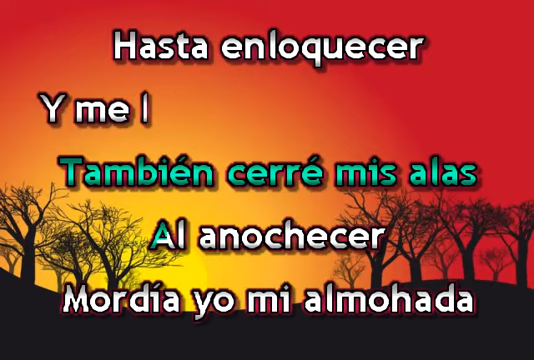 Hasta enloquecer
Y me l
También cerré mis alas
Al anochecer
Mordía yo mi almohada